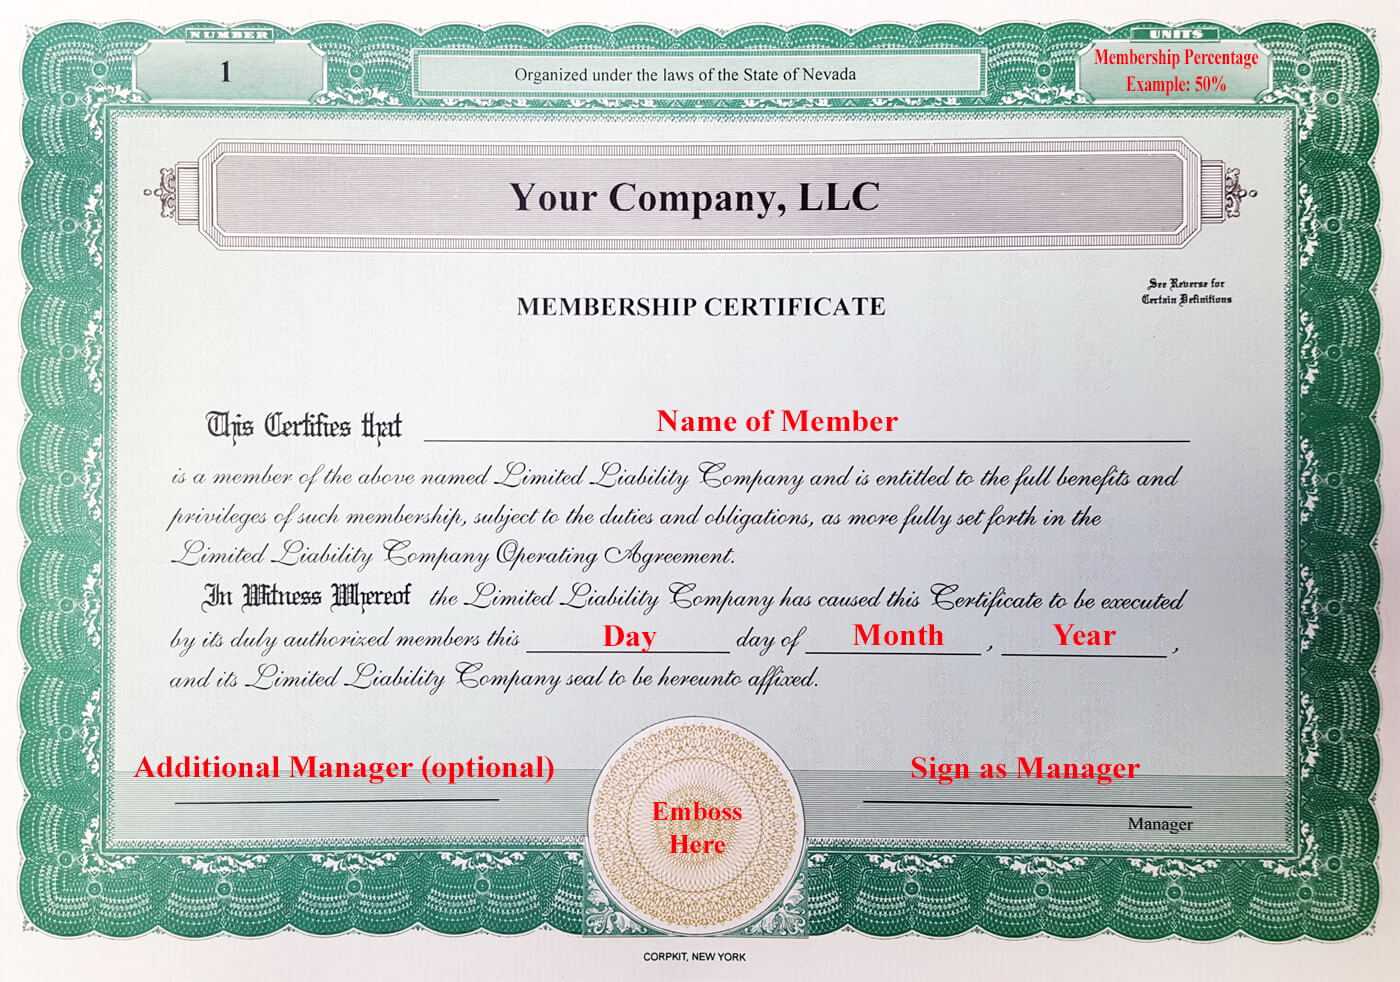 NUMBER
1
Organized under the laws of the State of Nevada
UNITS
Membership Percentage
Example: 50%
Your Company, LLC
See Reverse for
Certain Definitions
MEMBERSHIP CERTIFICATE
This Certifies that Name of Member
is a member of the above named Limited Liability Company and is entitled to the full benefits and
privileges of such membership, subject to the duties and obligations, as more fully set forth in the
Limited Liability Company Operating Agreement.
In Witness Whereof the Limited Liability Company has caused this Certificate to be executed
by its duly authorized members this Day day of Month, Year,
and its Limited Liability Company seal to be hereunto affixed.
Additional Manager (optional)
Sign as Manager
Emboss
Here
Manager
CORPKIT, NEW YORK